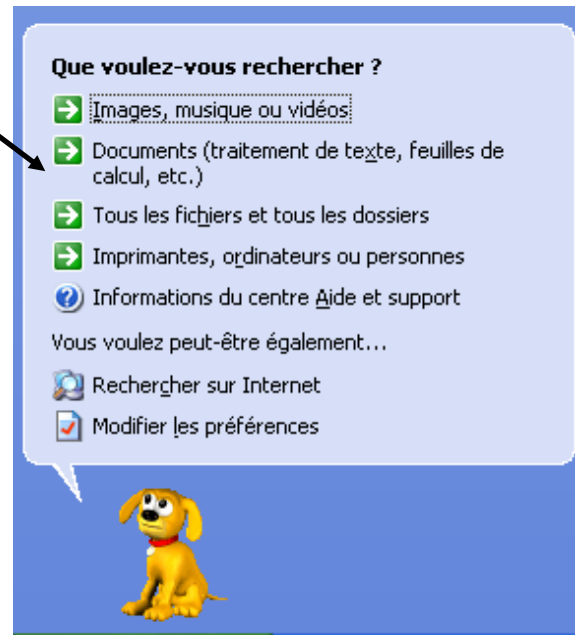 Que voulez-vous rechercher ?
Images, musique ou vidéos
Documents (traitement de texte, feuilles de
calcul, etc.)
Tous les fichiers et tous les dossiers
Imprimantes, ordinateurs ou personnes
Informations du centre Aide et support
Vous voulez peut-être également...
Rechercher sur Internet
Modifier les préférences